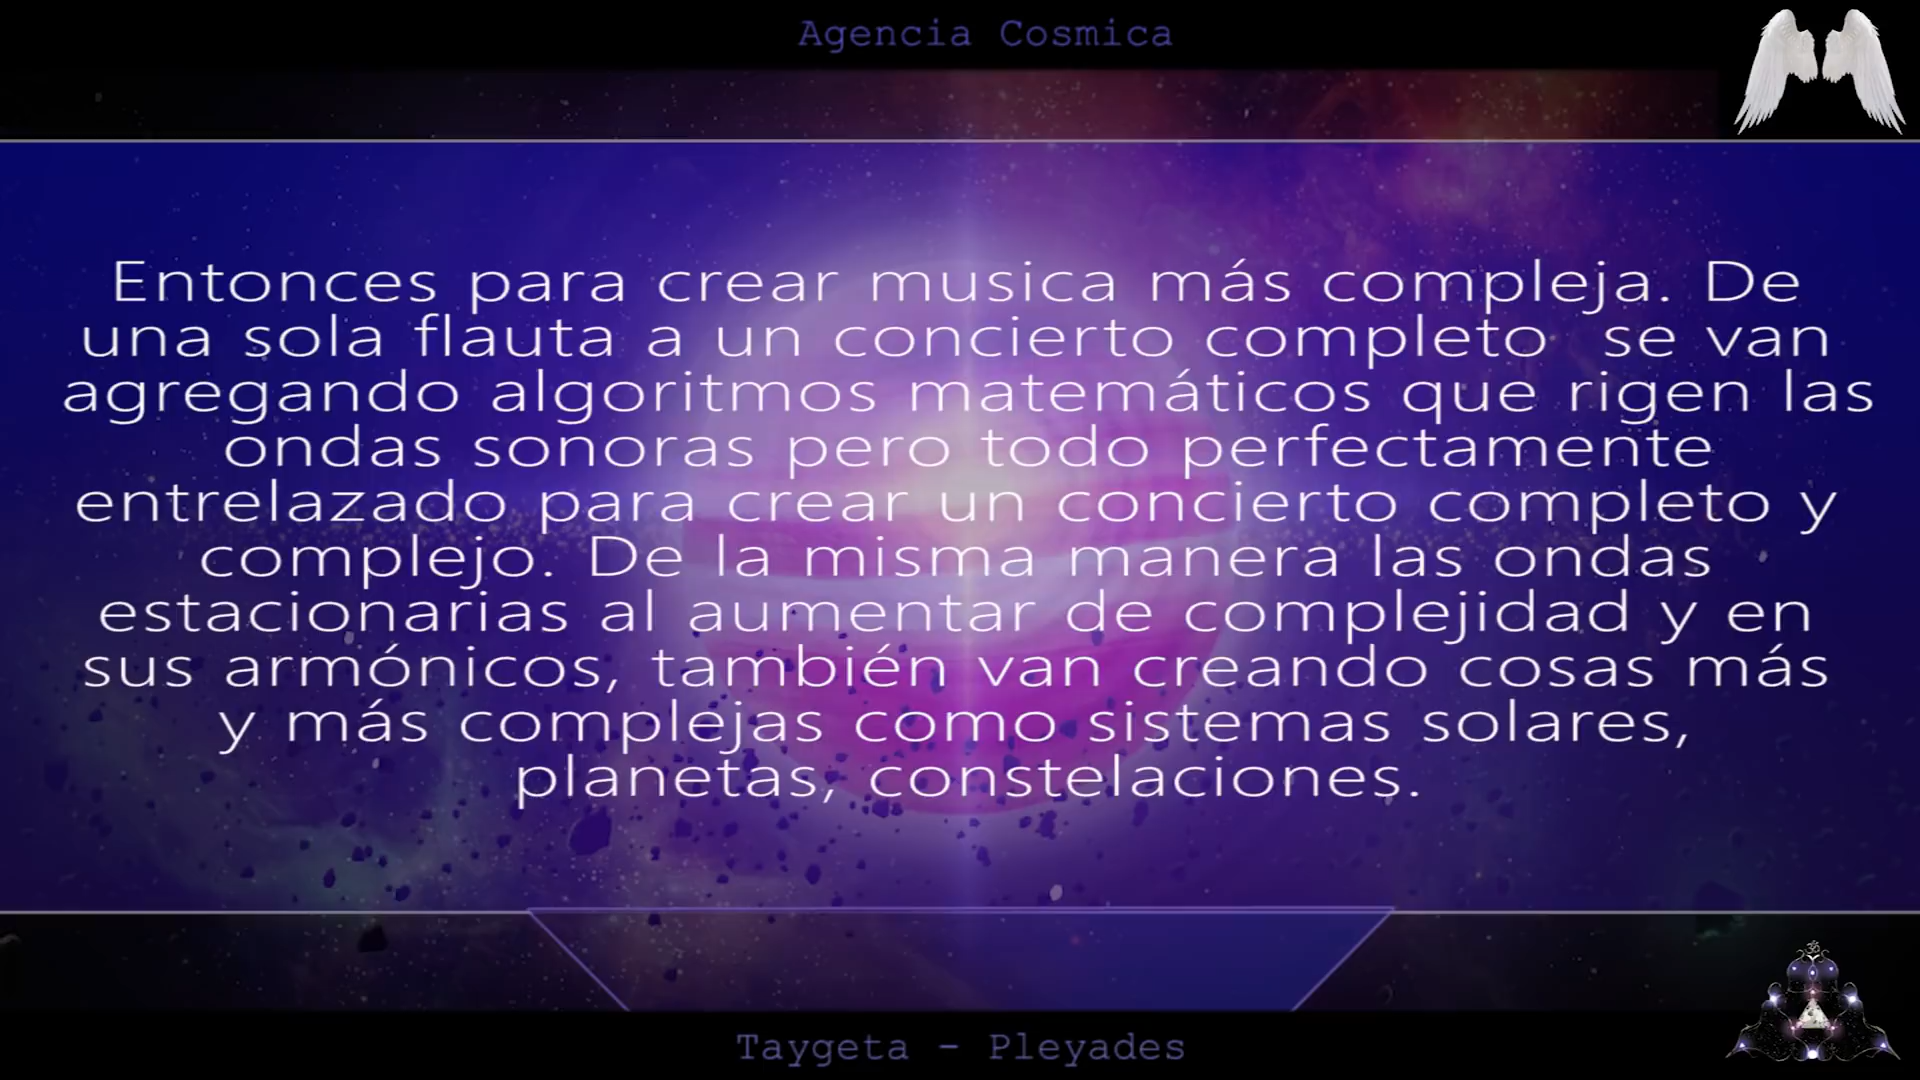 Agencia Cosmica
Entonces para crear musica más compleja. De
una sola flauta a un concierto completo  se van
agregando algoritmos matemáticos que rigen las
ondas sonoras pero todo perfectamente
entrelazado para crear un concierto completo y
complejo. De la misma manera las ondas
estacionarias al aumentar de complejidad y en
sus armónicos, también van creando cosas más
y más complejas como sistemas solares,
planetas, constelaciones.
ॐ
Taygeta - Pleyades